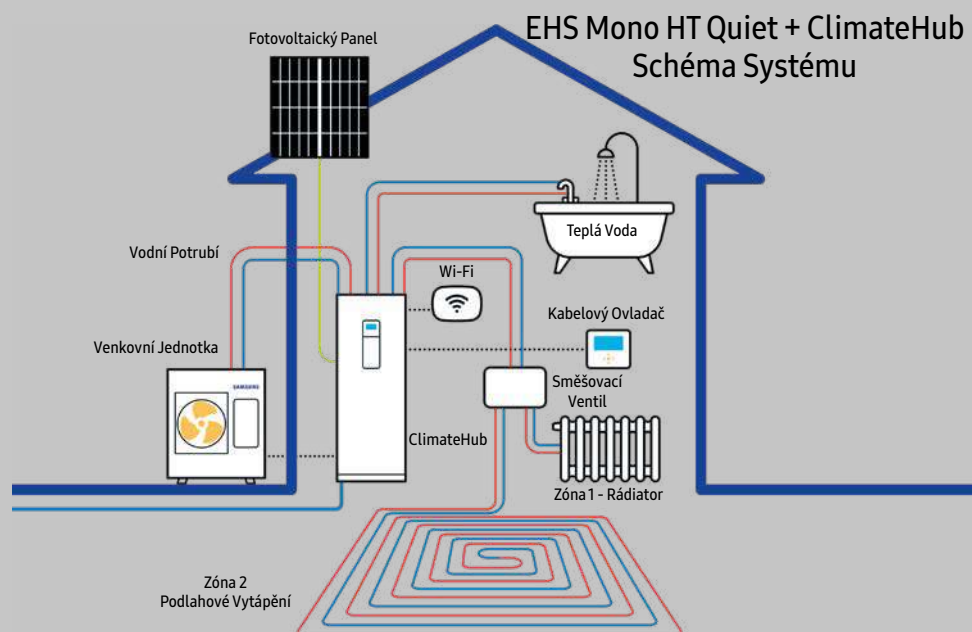 EHS Mono HT Quiet + ClimateHub
Schéma Systému
Fotovoltaický Panel
Teplá Voda
Vodní Potrubí
Wi-Fi
Kabelový Ovladač
Venkovní Jednotka
SAMSUNG
Směšovací
Ventil
ClimateHub
Zóna 1 - Rádiator
Zóna 2
Podlahové Vytápění